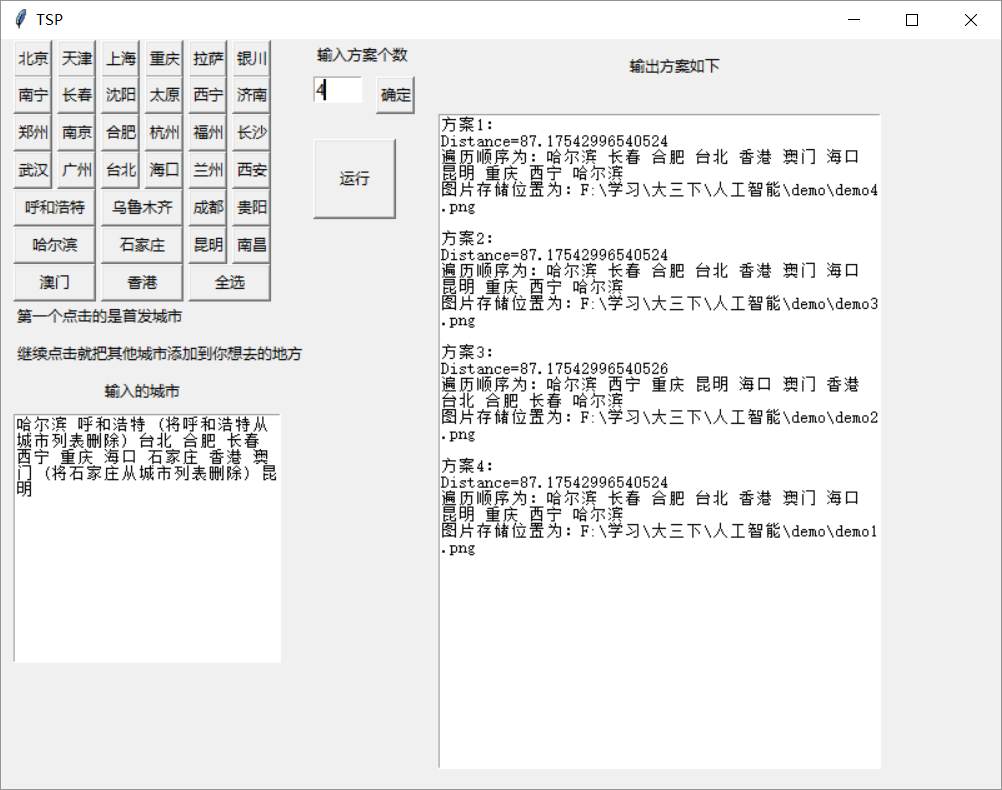 TSP
北京 天津 上海 重庆 拉萨 银川
南宁 长春 沈阳 太原 西宁 济南
郑州 南京 合肥 杭州 福州 长沙
武汉 广州 台北 海口 兰州 西安
呼和浩特 乌鲁木齐 成都 贵阳
哈尔滨 石家庄 昆明 南昌
澳门 香港 全选
第一个点击的是首发城市
继续点击就把其他城市添加到你想去的地方
输入的城市
哈尔滨 呼和浩特 (将呼和浩特从
城市列表删除) 台北 合肥 长春
西宁 重庆 海口 石家庄 香港 澳
门 (将石家庄从城市列表删除) 昆
明
输入方案个数
4 确定
运行
输出方案如下
方案1:
Distance=87.17542996540524
遍历顺序为: 哈尔滨 长春 合肥 台北 香港 澳门 海口
昆明 重庆 西宁 哈尔滨
图片存储位置为: F:\学习\大三下\人工智能\demo\demo4
.png
方案2:
Distance=87.17542996540524
遍历顺序为: 哈尔滨 长春 合肥 台北 香港 澳门 海口
昆明 重庆 西宁 哈尔滨
图片存储位置为: F:\学习\大三下\人工智能\demo\demo3
.png
方案3:
Distance=87.17542996540526
遍历顺序为: 哈尔滨 西宁 重庆 昆明 海口 澳门 香港
台北 合肥 长春 哈尔滨
图片存储位置为: F:\学习\大三下\人工智能\demo\demo2
.png
方案4:
Distance=87.17542996540524
遍历顺序为: 哈尔滨 长春 合肥 台北 香港 澳门 海口
昆明 重庆 西宁 哈尔滨
图片存储位置为: F:\学习\大三下\人工智能\demo\demo1
.png